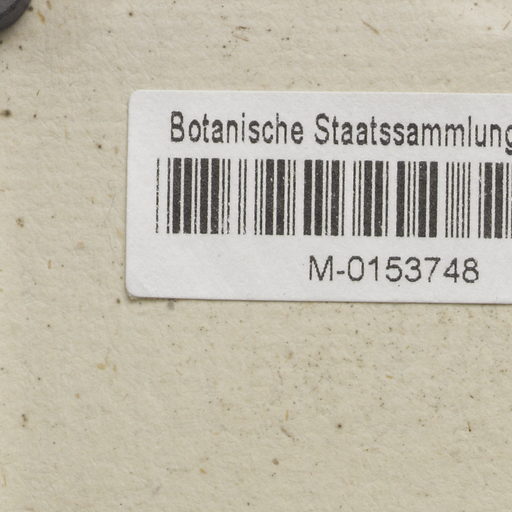 Botanische Staatssammlung
M-0153748